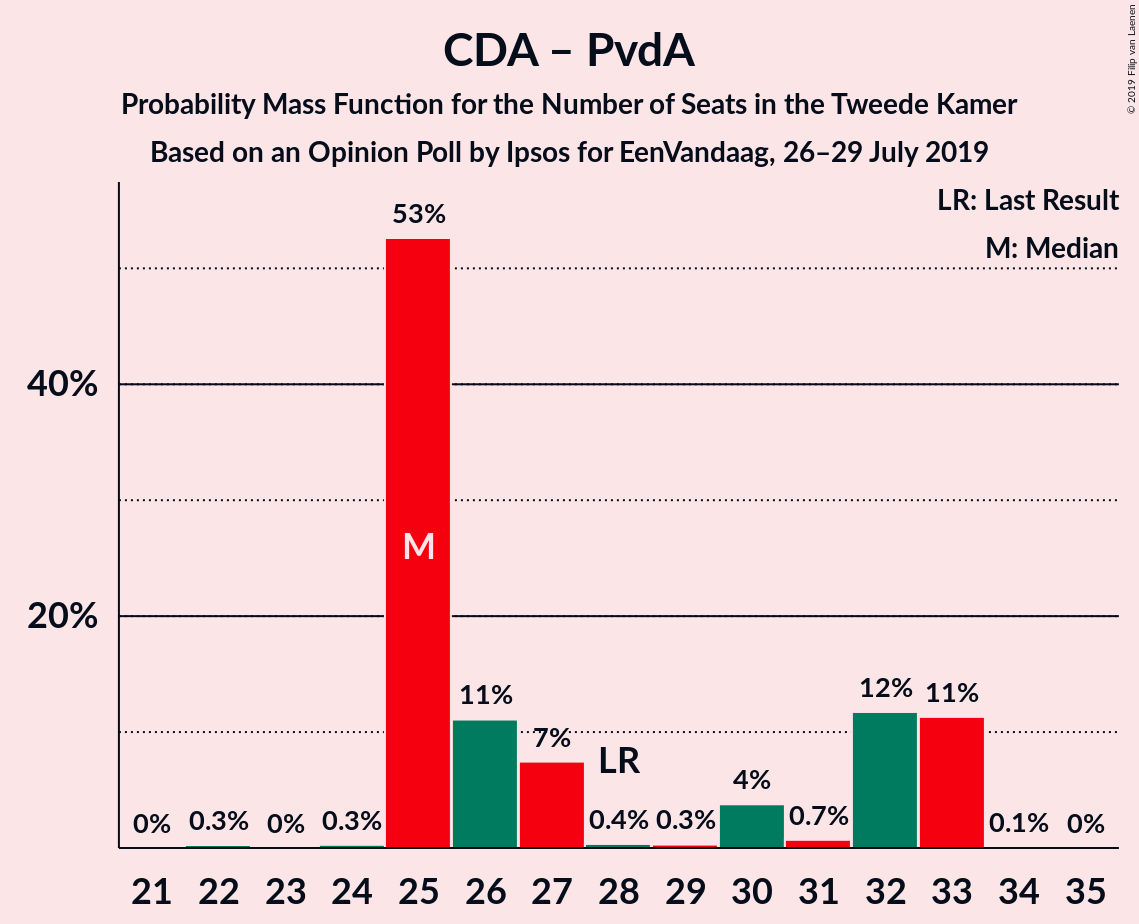 CDA – PvdA
Probability Mass Function for the Number of Seats in the Tweede Kamer
Based on an Opinion Poll by Ipsos for EenVandaag, 26–29 July 2019
© 2019 Filip van Laenen
LR: Last Result
M: Median
40%
20%
0%
0.3%
0%
0.3%
53%
M
11%
7%
LR
0.4%
0.3%
4%
0.7%
12%
11%
0.1%
0%
21 22 23 24 25 26 27 28 29 30 31 32 33 34 35